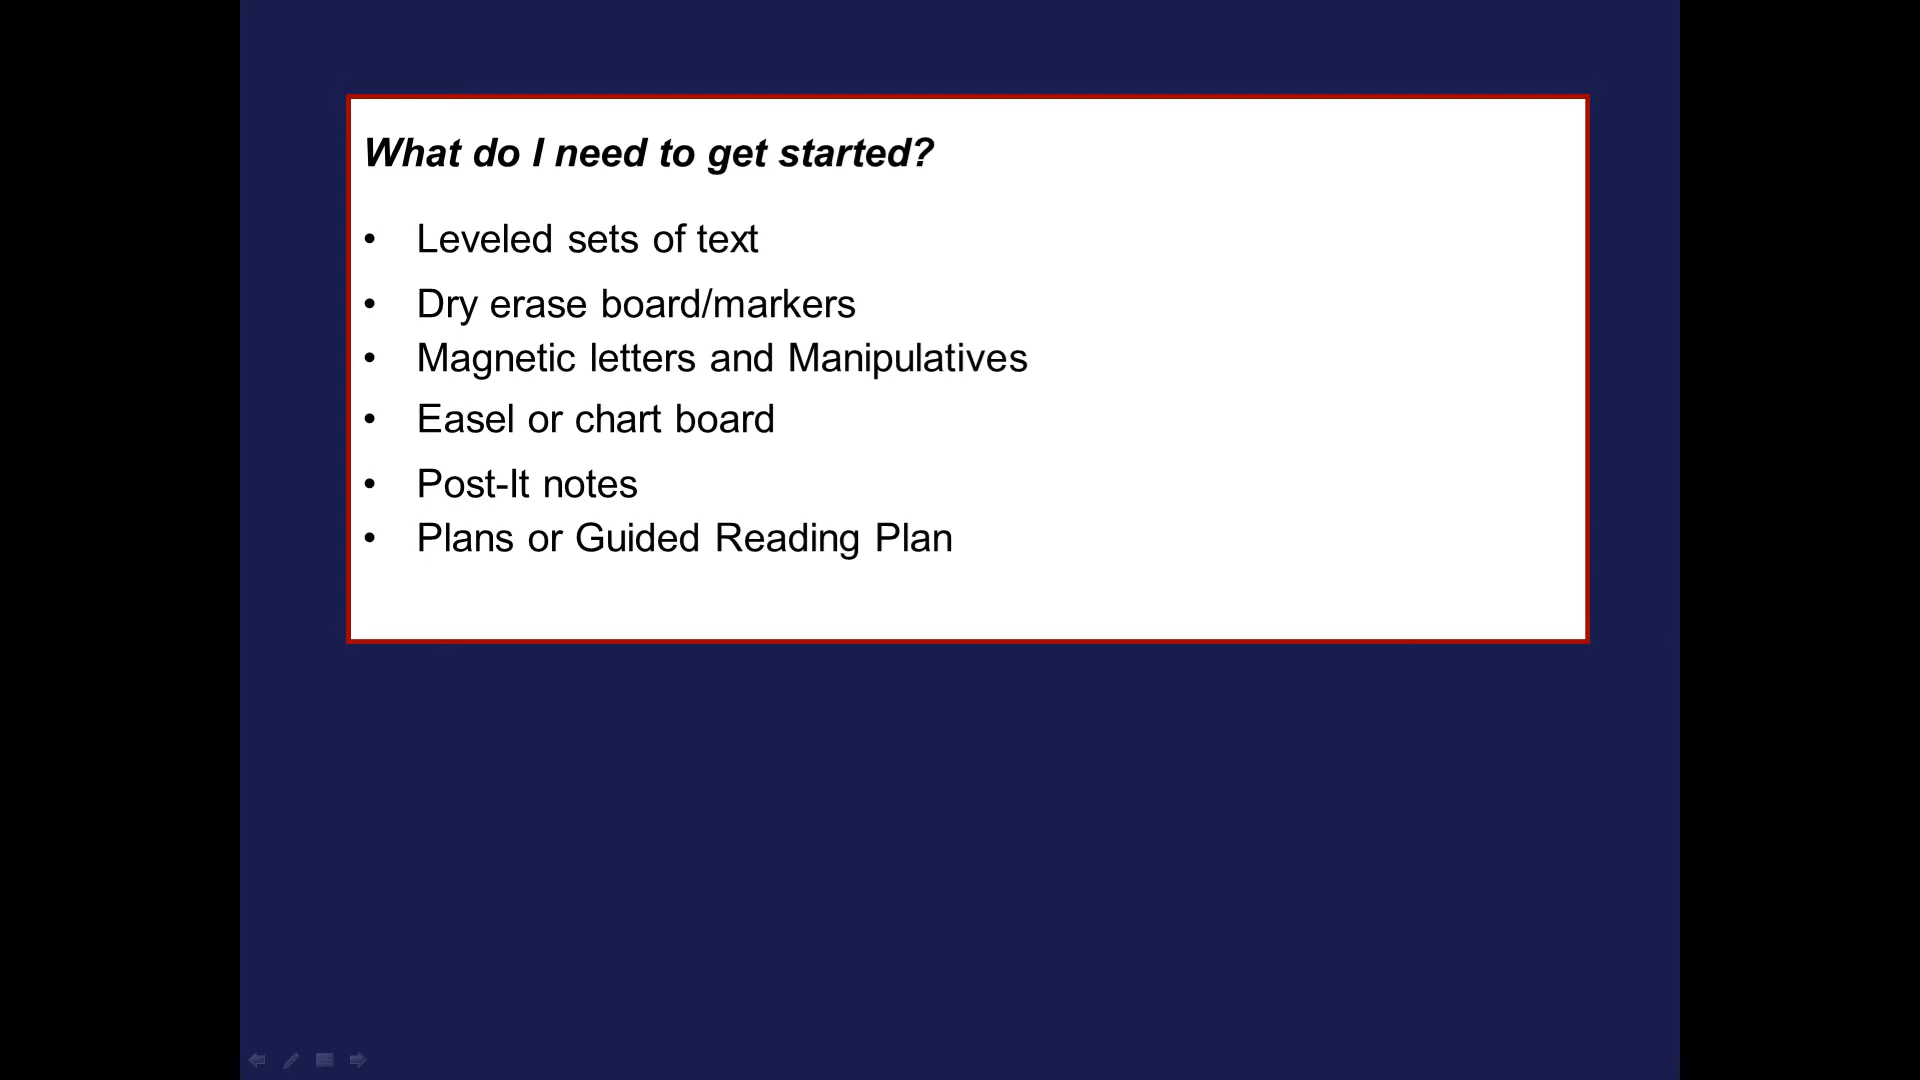 What do I need to get started?
• Leveled sets of text
• Dry erase board/markers
• Magnetic letters and Manipulatives
• Easel or chart board
• Post-It notes
• Plans or Guided Reading Plan